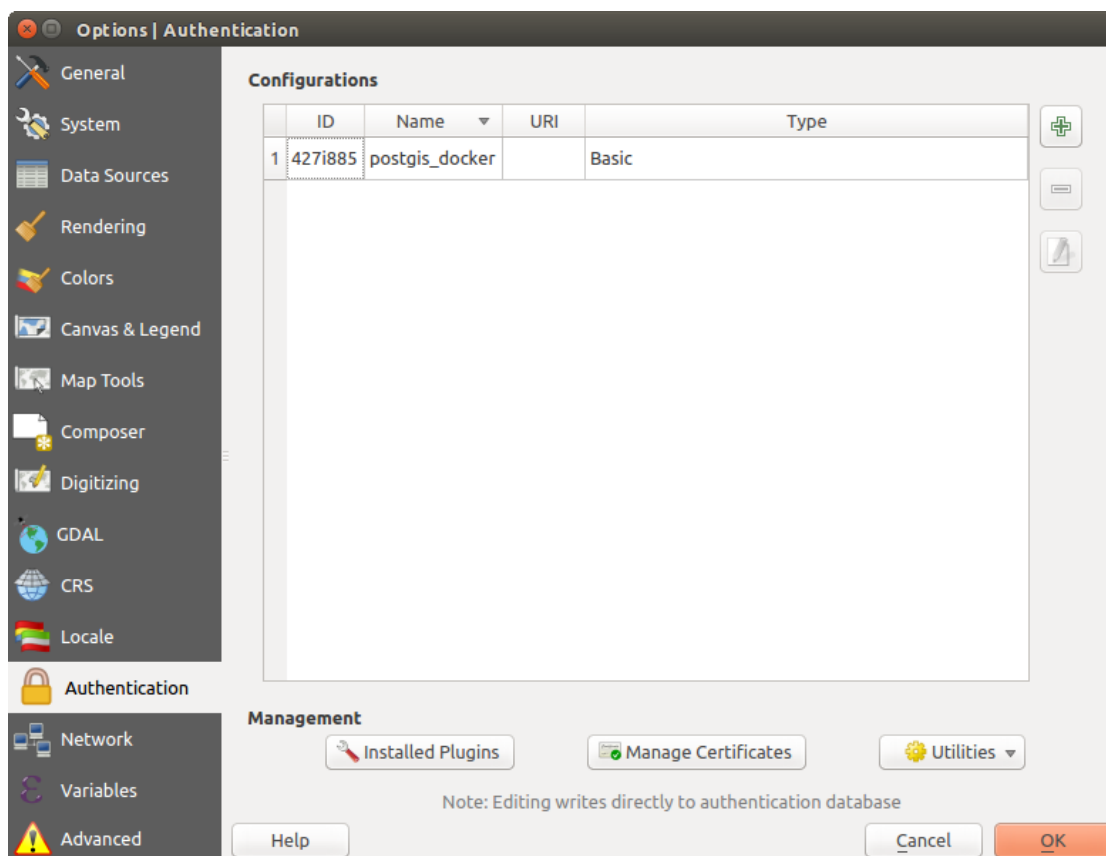 Options | Authentication
General
System
Data Sources
Rendering
Colors
Canvas & Legend
Map Tools
Composer
Digitizing
GDAL
CRS
Locale
Authentication
Network
Variables
Advanced
Configurations
ID Name URI Type
1 427i885 postgis_docker Basic
Management
Installed Plugins Manage Certificates Utilities
Note: Editing writes directly to authentication database
Help Cancel OK